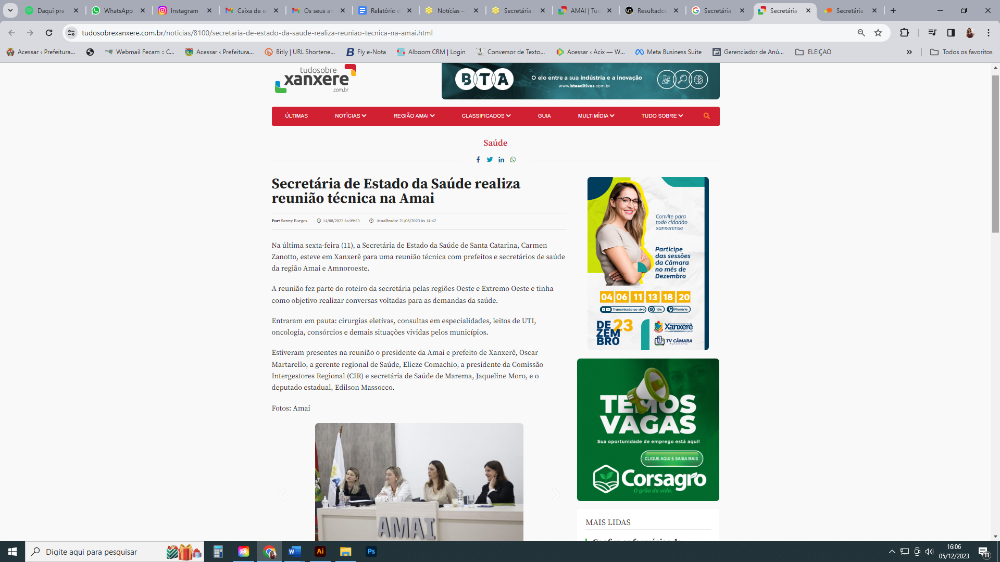 Daqui pra
WhatsApp
Instagram
Caixa de e
Os seus an
Relatório d
Notícias –
Secretária
AMAI | Tud
Resultados
Secretária
Secretária
Secretária
tudosobrexanxere.com.br/noticias/8100/secretaria-de-estado-da-saude-realiza-reuniao-tecnica-na-amai.html
Acessar ‹ Prefeitura...
Webmail Fecam :: C...
Acessar ‹ Prefeitura...
Bitly | URL Shortene...
Fly e-Nota
Alboom CRM | Login
Conversor de Texto...
Acessar ‹ Acix — W...
Meta Business Suite
Gerenciador de Anú...
ELEIÇAO
Todos os favoritos
tudosobre
xanxere
.com.br
BTA
O elo entre a sua indústria e a inovação
www.btaaditivos.com.br
ÚLTIMAS NOTÍCIAS REGIÃO AMAI CLASSIFICADOS GUIA MULTIMÍDIA TUDO SOBRE
Saúde
Secretária de Estado da Saúde realiza
reunião técnica na Amai
Por: Sanny Borges 14/08/2023 às 09:53 Atualizado: 21/08/2023 às 14:42
Na última sexta-feira (11), a Secretária de Estado da Saúde de Santa Catarina, Carmen
Zanotto, esteve em Xanxerê para uma reunião técnica com prefeitos e secretários de saúde
da região Amai e Amnoroeste.
A reunião fez parte do roteiro da secretária pelas regiões Oeste e Extremo Oeste e tinha
como objetivo realizar conversas voltadas para as demandas da saúde.
Entraram em pauta: cirurgias eletivas, consultas em especialidades, leitos de UTI,
oncologia, consórcios e demais situações vividas pelos municípios.
Estiveram presentes na reunião o presidente da Amai e prefeito de Xanxerê, Oscar
Martarello, a gerente regional de Saúde, Elieze Comachio, a presidente da Comissão
Intergestores Regional (CIR) e secretária de Saúde de Marema, Jaqueline Moro, e o
deputado estadual, Edilson Massocco.
Fotos: Amai
AMAI
Convite para
todo cidadão
xanxerense
Participe
das sessões
da Câmara
no mês de
Dezembro
04 06 11 13 18 20
Transmissão ao vivo 19h Plenário
DE
ZEM
BRO
23
Xanxerê
TV CÂMARA
Xanxerê/SC
TEMOS
VAGAS
Sua oportunidade de emprego está aqui!
CLIQUE AQUI E SAIBA MAIS
Corsagro
O grão da vida.
MAIS LIDAS
Confira as farmácias de
Digite aqui para pesquisar
Ai
Ps
16:06
05/12/2023
11